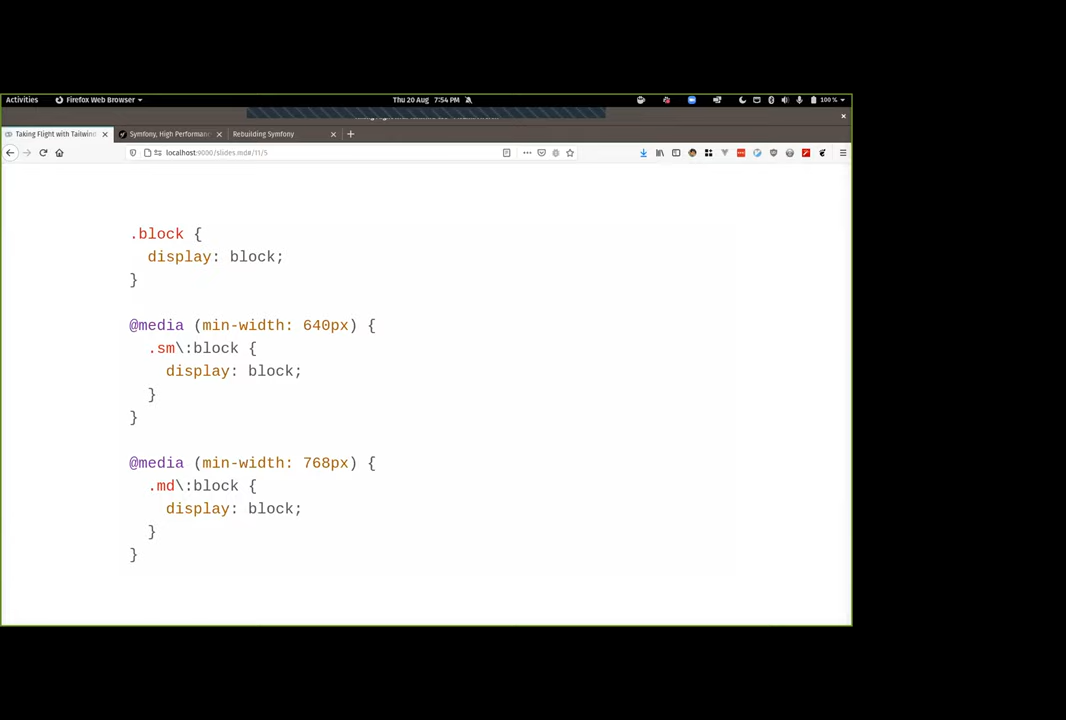 Activities Firefox Web Browser Thu 20 Aug 7:54 PM 100 %
Taking Flight with Tailwind Symfony, High Performan Rebuilding Symfony
localhost:9000/slides.md#/11/5
.block {
  display: block;
}
@media (min-width: 640px) {
  .sm\:block {
    display: block;
  }
}
@media (min-width: 768px) {
  .md\:block {
    display: block;
  }
}